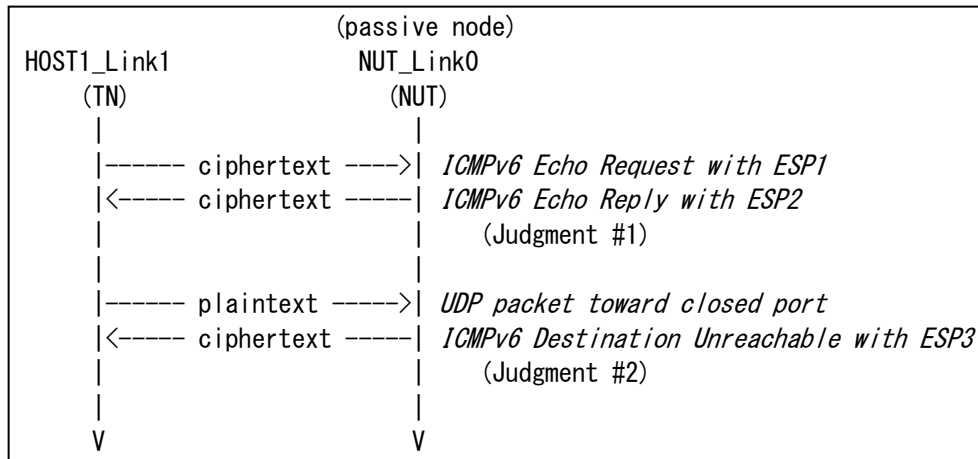 (passive node)
HOST1_Link1 NUT_Link0
(TN) (NUT)
| |
|------ ciphertext ---->| ICMPv6 Echo Request with ESP1
|<----- ciphertext -----| ICMPv6 Echo Reply with ESP2
| | (Judgment #1)
| |
|------ plaintext ----->| UDP packet toward closed port
|<----- ciphertext -----| ICMPv6 Destination Unreachable with ESP3
| | (Judgment #2)
| |
V V